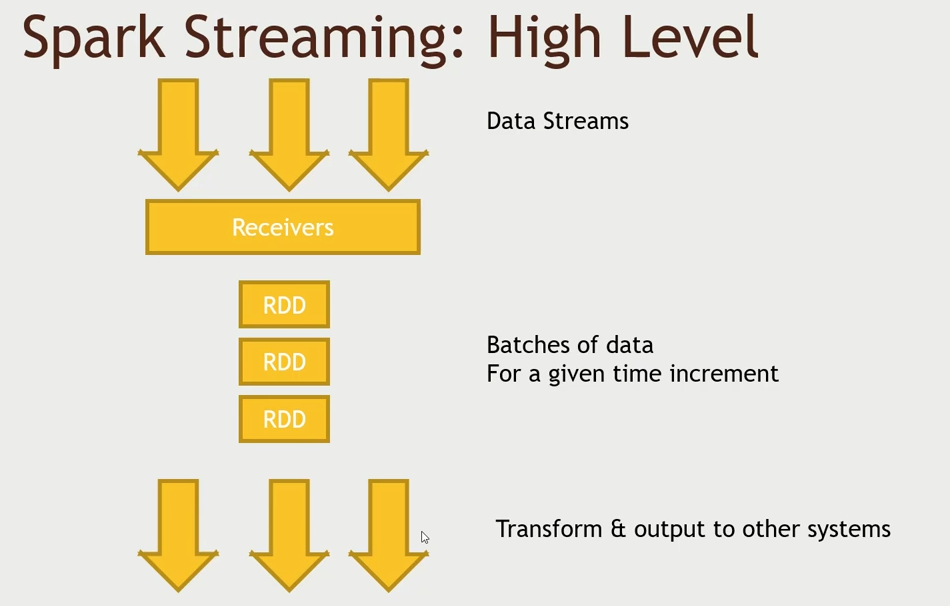 Spark Streaming: High Level
Data Streams
Receivers
RDD
RDD
RDD
Batches of data
For a given time increment
Transform & output to other systems